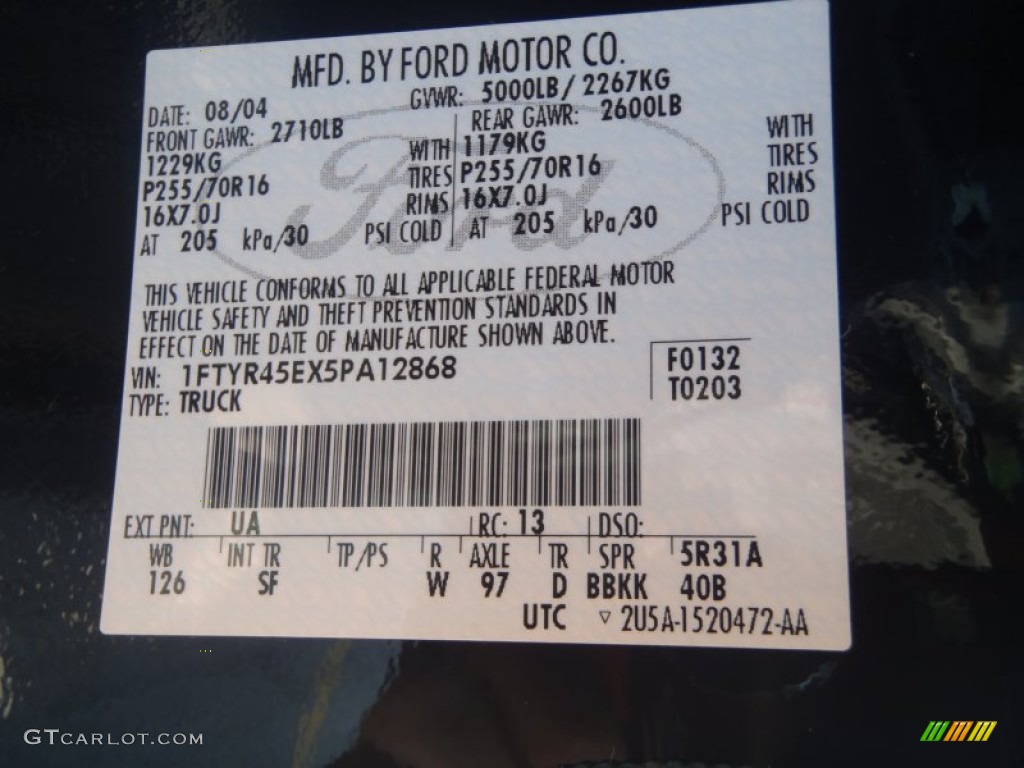 MFD. BY FORD MOTOR CO.
DATE: 08/04 GVWR: 5000LB / 2267KG
FRONT GAWR: 2710LB REAR GAWR: 2600LB
1229KG WITH 1179KG WITH
P255/70R16 TIRES P255/70R16 TIRES
16X7.0J RIMS 16X7.0J RIMS
AT 205 kPa/30 PSI COLD AT 205 kPa/30 PSI COLD
Ford
THIS VEHICLE CONFORMS TO ALL APPLICABLE FEDERAL MOTOR
VEHICLE SAFETY AND THEFT PREVENTION STANDARDS IN
EFFECT ON THE DATE OF MANUFACTURE SHOWN ABOVE.
VIN: 1FTYR45EX5PA12868 F0132
TYPE: TRUCK T0203
EXT PNT: UA RC: 13 DSO:
WB INT TR TP/PS R AXLE TR SPR 5R31A
126 SF W 97 D BBKK 40B
UTC ▽ 2U5A-1520472-AA
GTCARLOT.COM